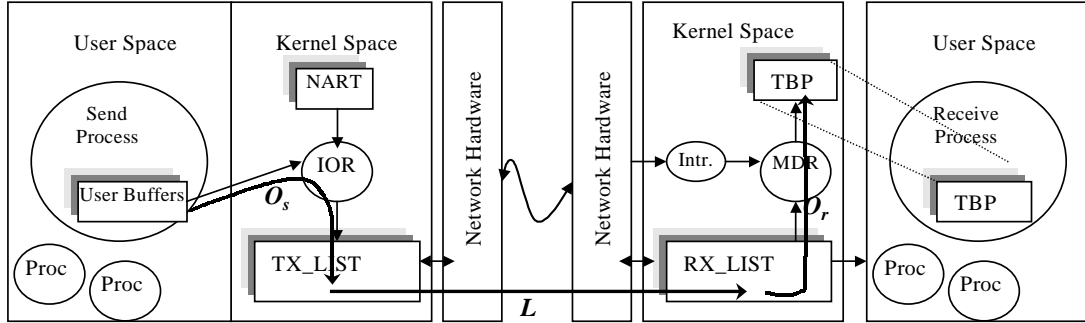 User Space
Kernel Space
Network Hardware
Network Hardware
Kernel Space
User Space
NART
TBP
Send
Process
Receive
Process
IOR
Intr.
MDR
User Buffers
O_s
O_r
TBP
Proc
Proc
TX_LIST
RX_LIST
Proc
Proc
L